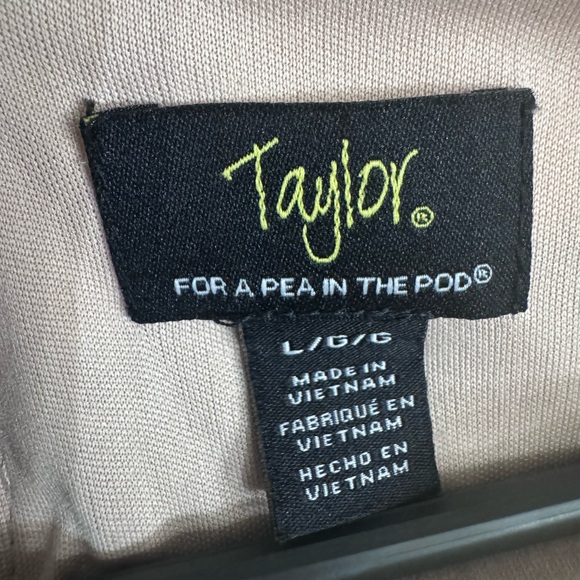 Taylor.®
FOR A PEA IN THE POD®
L/G/G
MADE IN
VIETNAM
FABRIQUÉ EN
VIETNAM
HECHO EN
VIETNAM